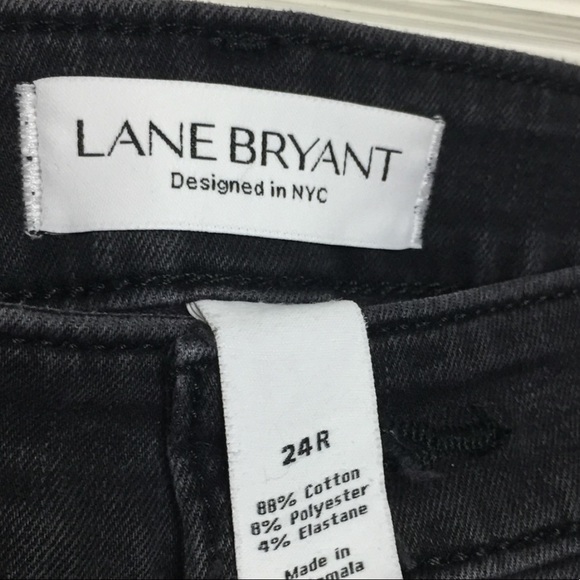 LANE BRYANT
Designed in NYC
24R
88% Cotton
8% Polyester
4% Elastane
Made in